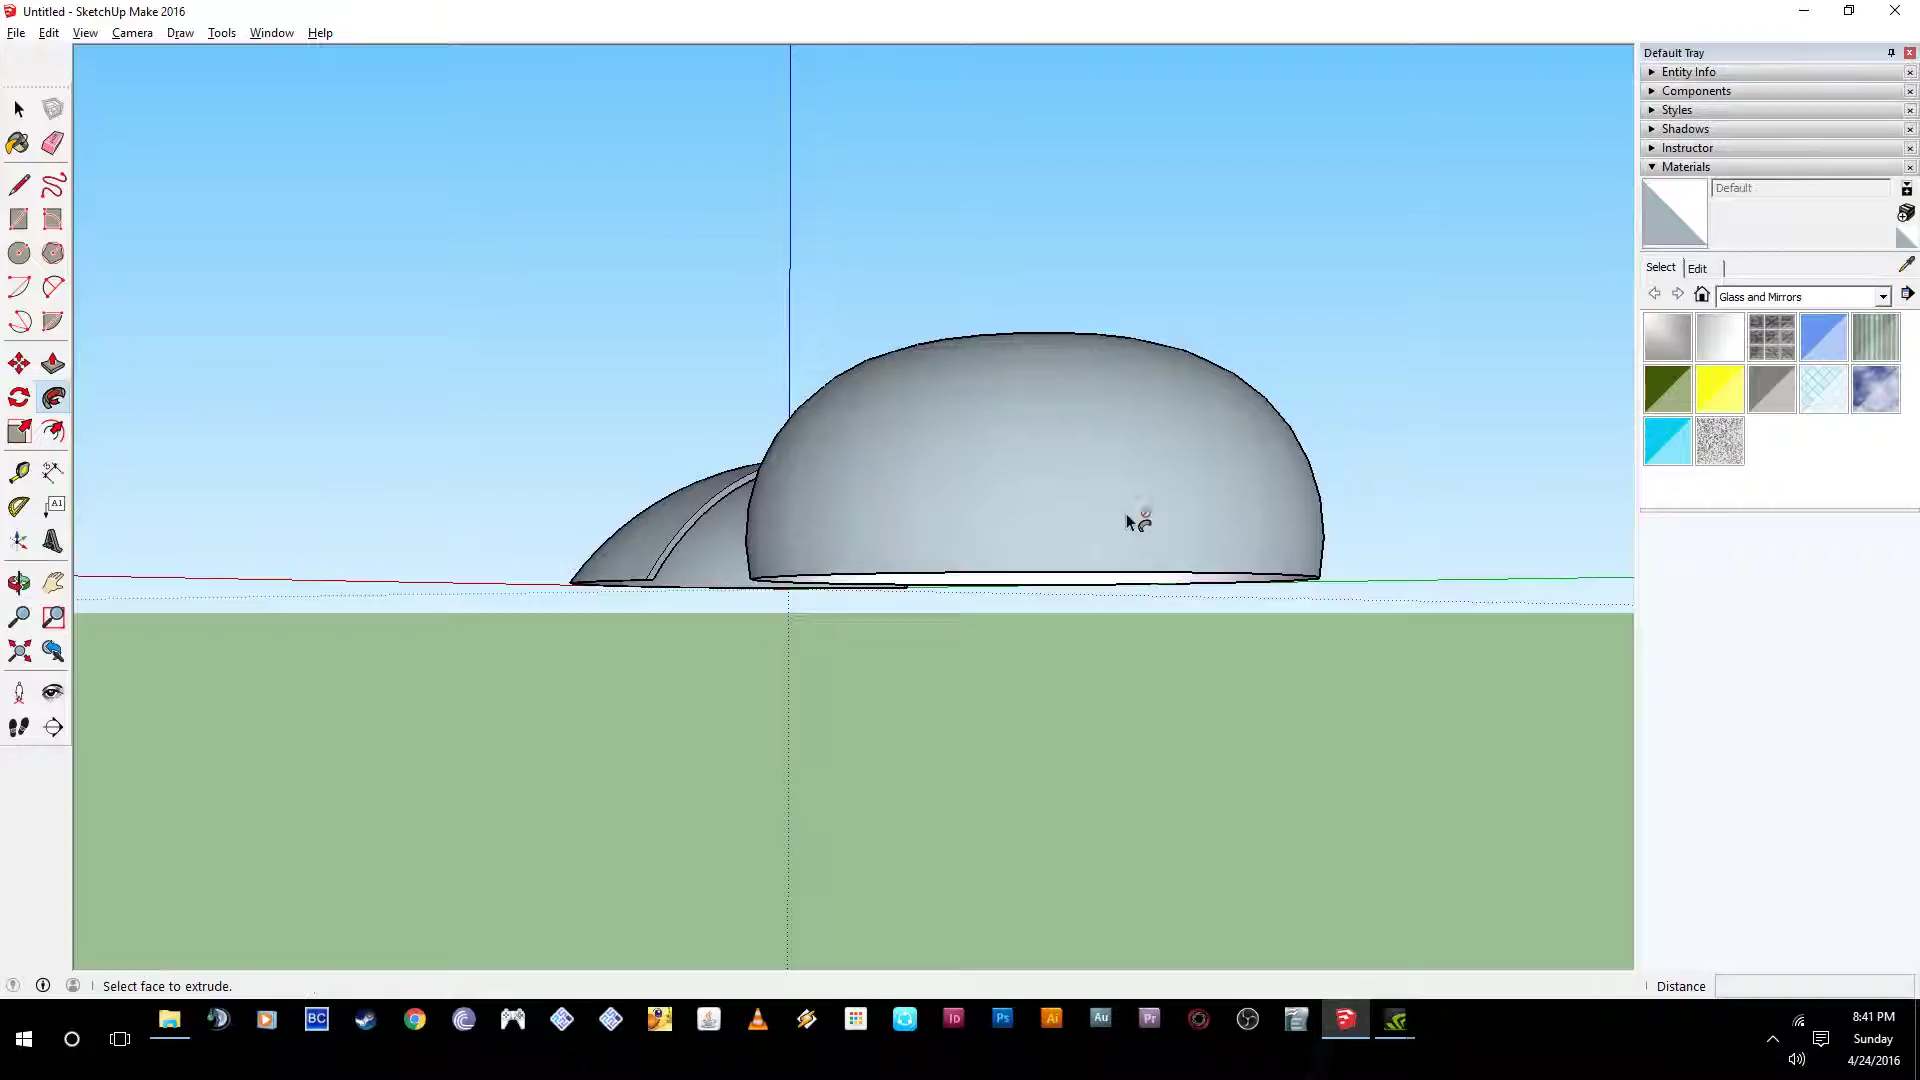 Untitled - SketchUp Make 2016
File Edit View Camera Draw Tools Window Help
Default Tray
Entity Info
Components
Styles
Shadows
Instructor
Materials
Default
Select Edit
Glass and Mirrors
A1
Select face to extrude.
Distance
BC
Id Ps Ai Au Pr
8:41 PM
Sunday
4/24/2016